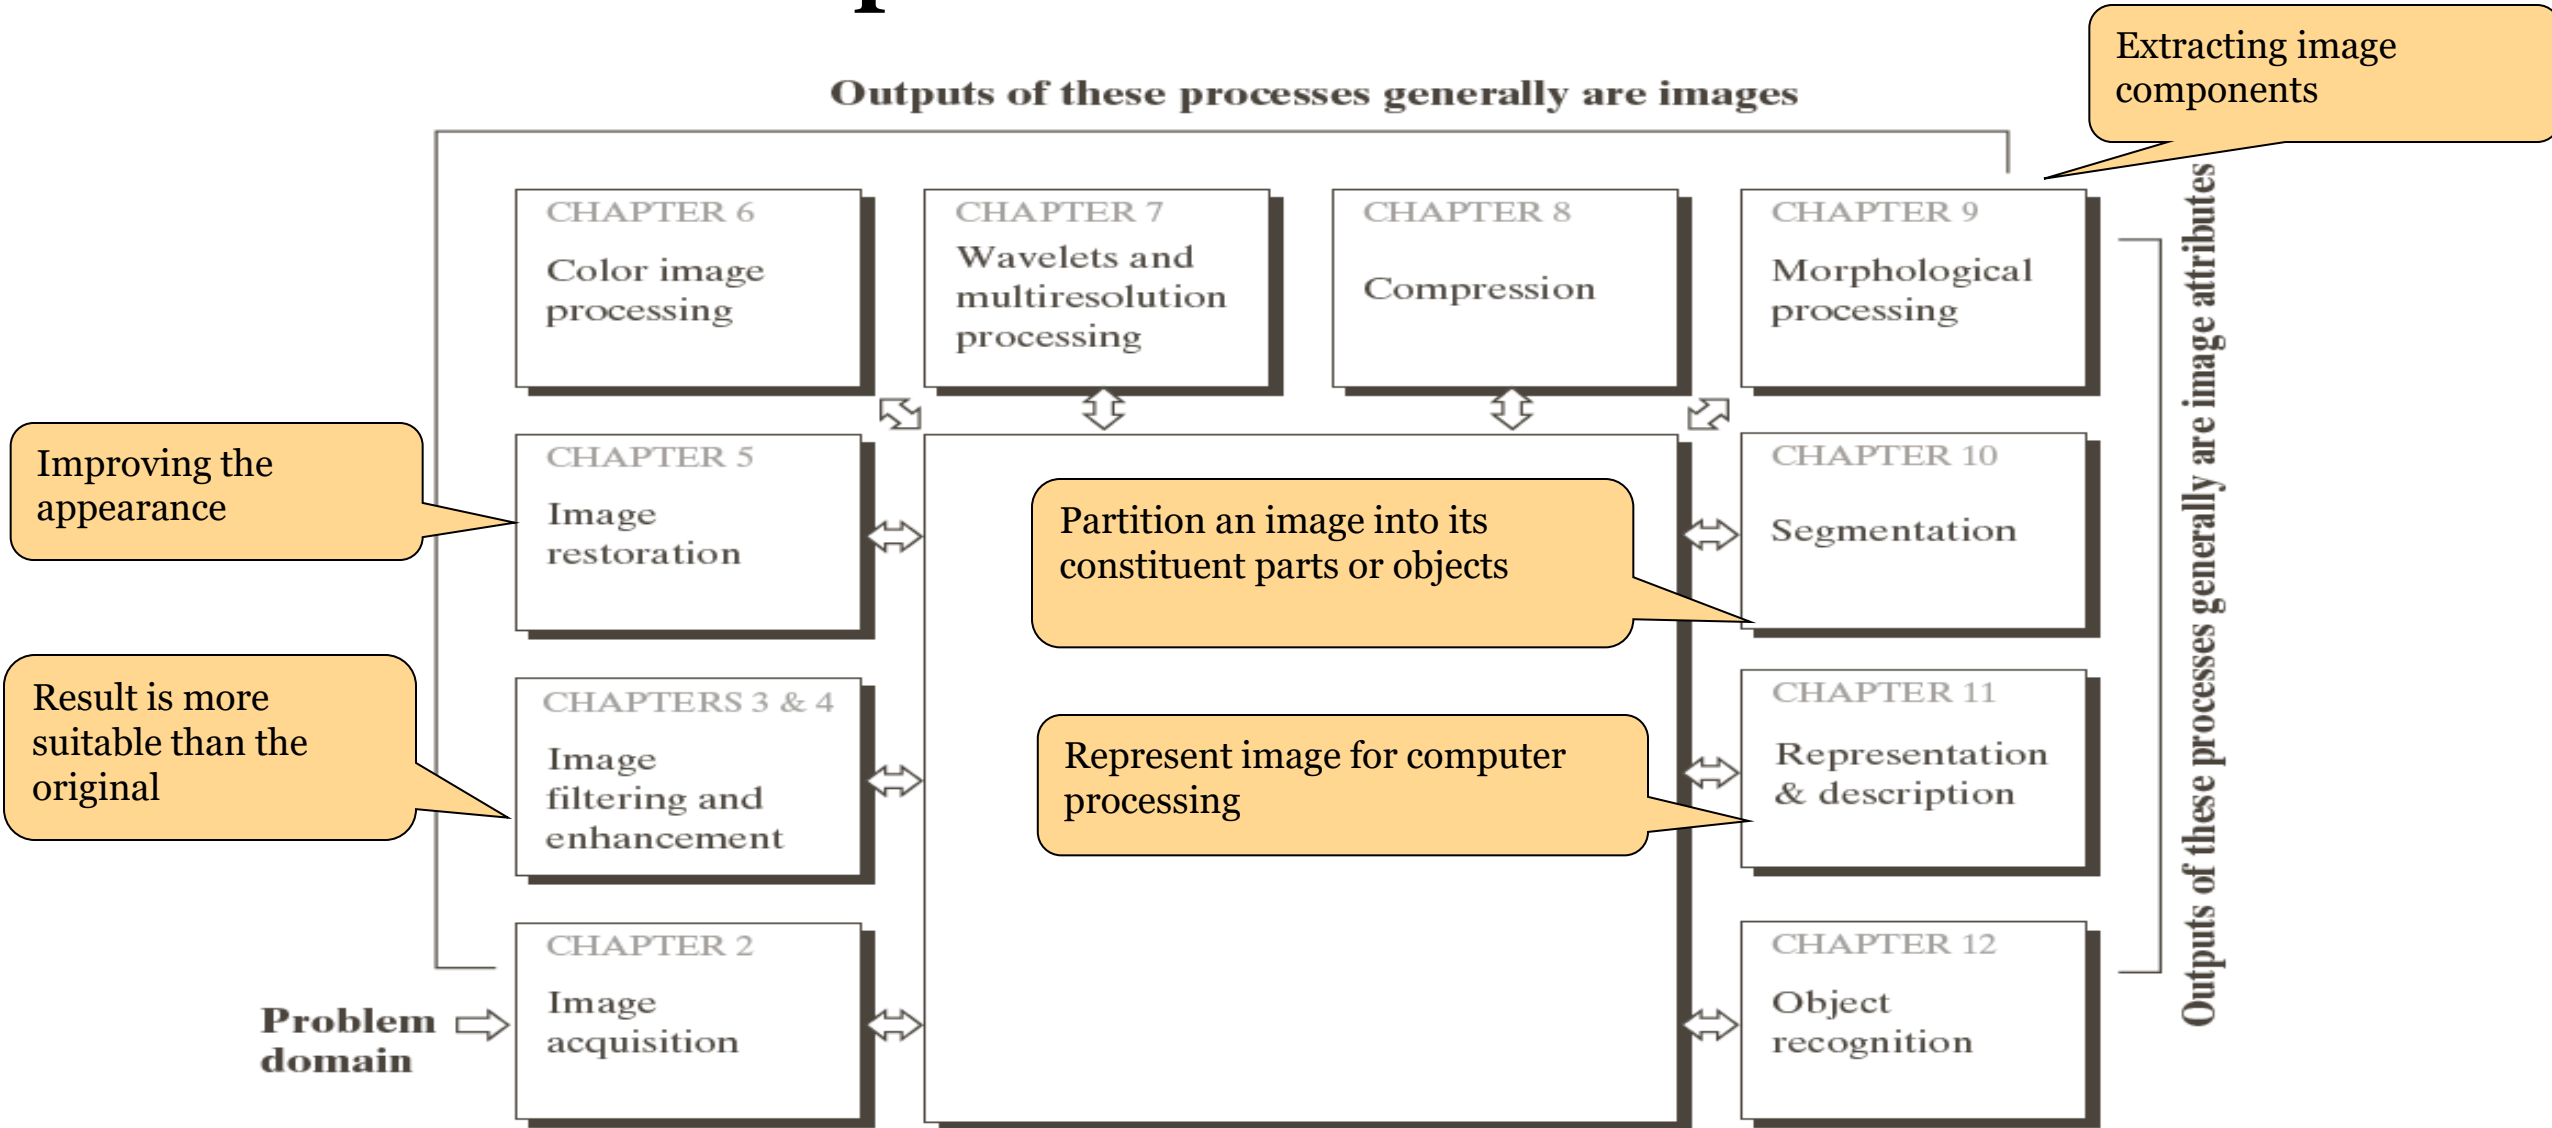 Outputs of these processes generally are images
Extracting image
components
CHAPTER 6
Color image
processing
CHAPTER 7
Wavelets and
multiresolution
processing
CHAPTER 8
Compression
CHAPTER 9
Morphological
processing
Outputs of these processes generally are image attributes
Improving the
appearance
CHAPTER 5
Image
restoration
Partition an image into its
constituent parts or objects
CHAPTER 10
Segmentation
Result is more
suitable than the
original
CHAPTERS 3 & 4
Image
filtering and
enhancement
Represent image for computer
processing
CHAPTER 11
Representation
& description
Problem
domain
CHAPTER 2
Image
acquisition
CHAPTER 12
Object
recognition